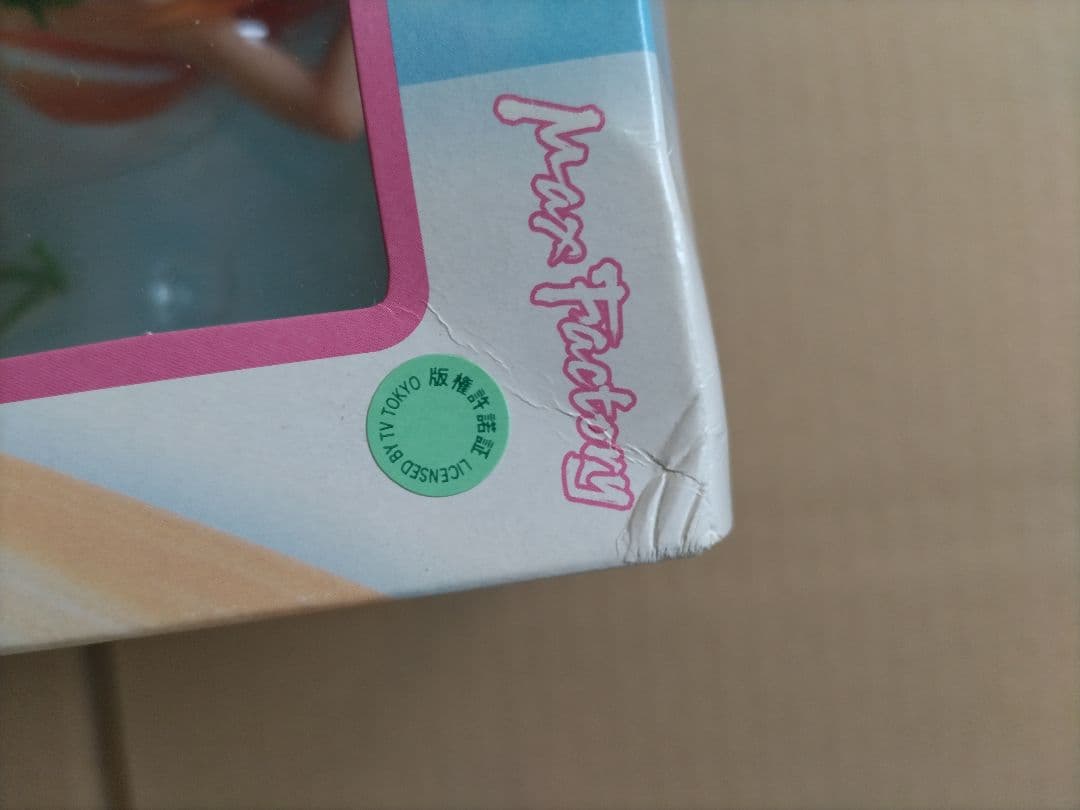 Max Factory
版権許諾証
LICENSED BY TV TOKYO